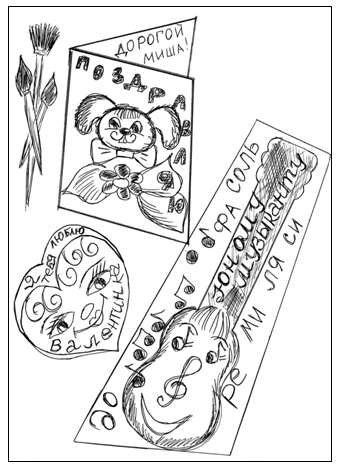 ДОРОГОЙ
МИША!
ПОЗДРАВЛЯЮ
Я ТЕБЯ ЛЮБЛЮ
Валентинка
ДО РЕ МИ ЛЯ СИ
ФА СОЛЬ
юному
музыканту